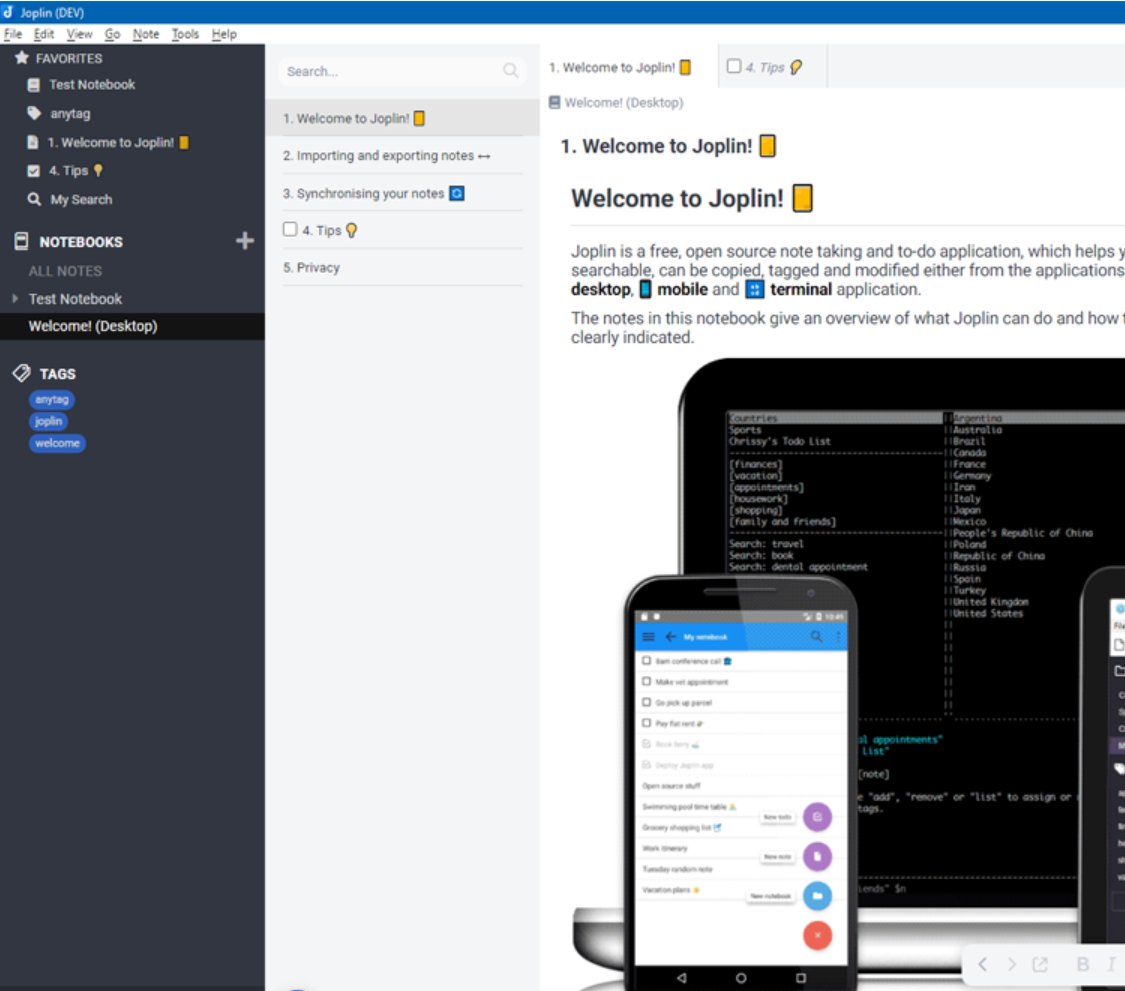 Joplin (DEV)
File Edit View Go Note Tools Help
FAVORITES
Test Notebook
anytag
1. Welcome to Joplin!
4. Tips
My Search
NOTEBOOKS
ALL NOTES
Test Notebook
Welcome! (Desktop)
TAGS
anytag
joplin
welcome
Search...
1. Welcome to Joplin!
2. Importing and exporting notes ↔
3. Synchronising your notes
4. Tips
5. Privacy
1. Welcome to Joplin!
4. Tips
Welcome! (Desktop)
1. Welcome to Joplin!
Welcome to Joplin!
Joplin is a free, open source note taking and to-do application, which helps y
searchable, can be copied, tagged and modified either from the applications
desktop, mobile and terminal application.
The notes in this notebook give an overview of what Joplin can do and how t
clearly indicated.
Countries
Sports
Chrissy's Todo List
[finances]
[vacation]
[appointments]
[housework]
[shopping]
[family and friends]
Search: travel
Search: book
Search: dental appointment
Argentina
Australia
Brazil
Canada
France
Germany
Iran
Italy
Japan
Mexico
People's Republic of China
Poland
Republic of China
Russia
Spain
Turkey
United Kingdom
United States
al appointments"
List"
[note]
e "add", "remove" or "list" to assign or
tags.
iends" $n
10:45
My notebook
8am conference call
Make vet appointment
Go pick up parcel
Pay flat rent
Book ferry
Deploy Joplin app
Open source stuff
Swimming pool time table
Grocery shopping list
Work itinerary
Tuesday random note
Vacation plans
New todo
New note
New notebook
File
B I